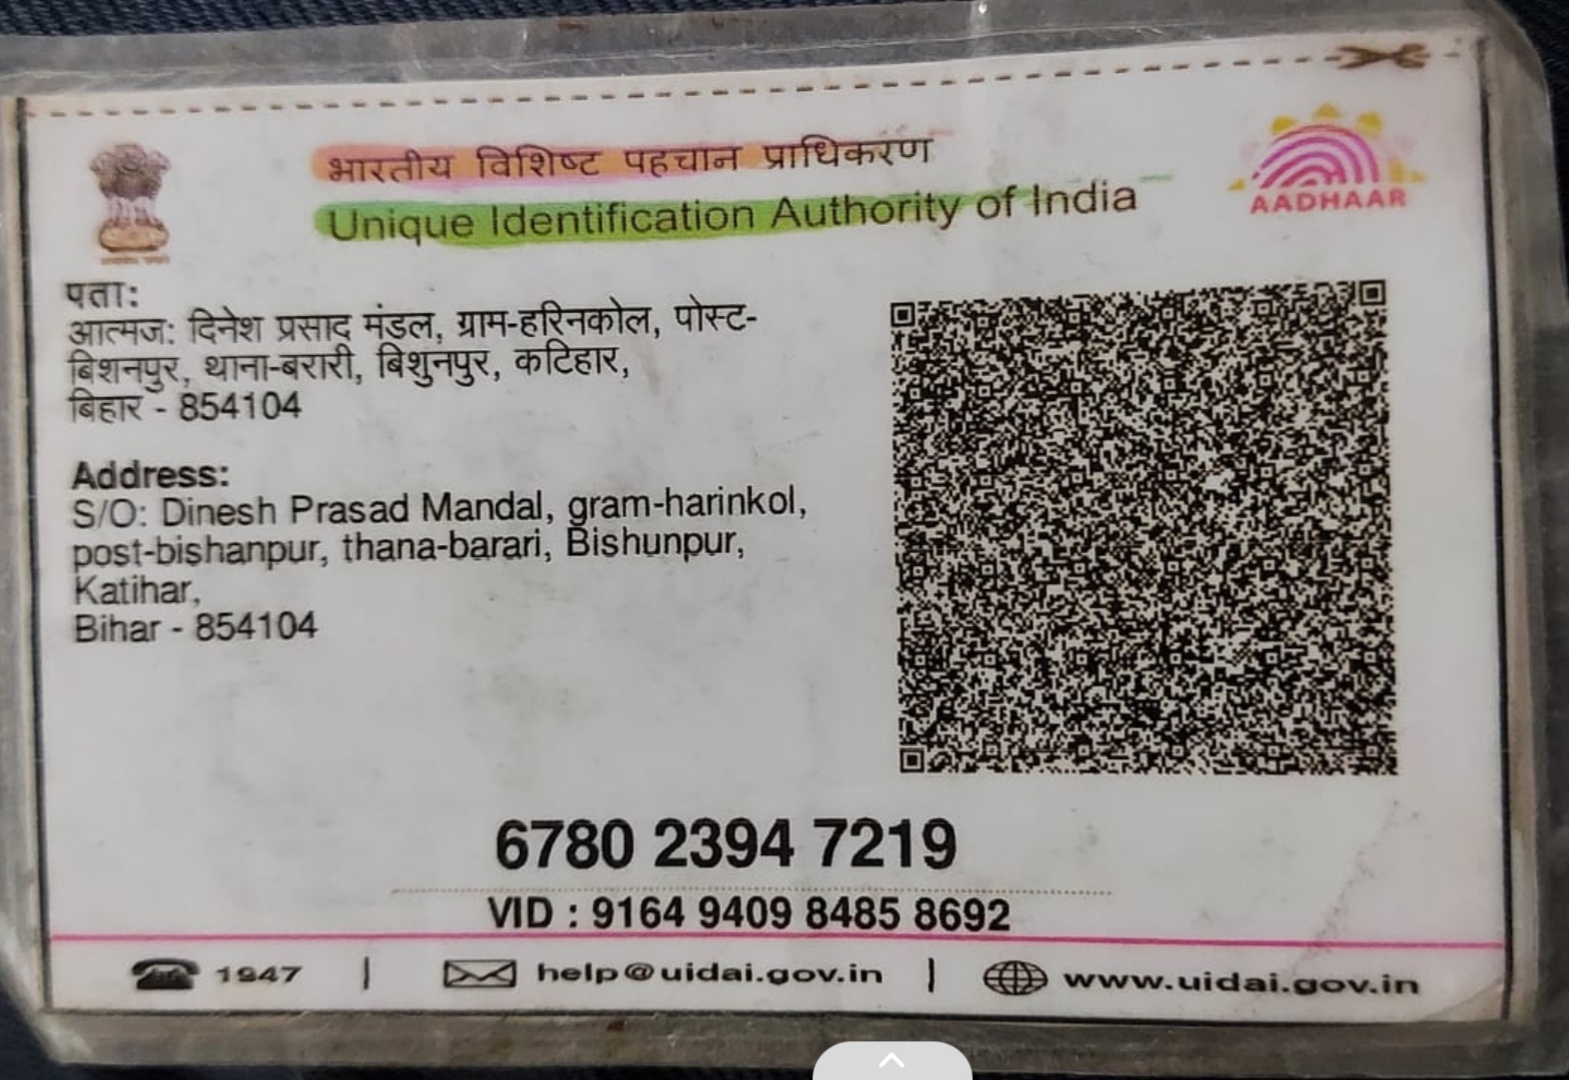 भारतीय विशिष्ट पहचान प्राधिकरण
Unique Identification Authority of India
AADHAAR
पता:
आत्मज: दिनेश प्रसाद मंडल, ग्राम-हरिनकोल, पोस्ट-
बिशनपुर, थाना-बरारी, बिशुनपुर, कटिहार,
बिहार - 854104
Address:
S/O: Dinesh Prasad Mandal, gram-harinkol,
post-bishanpur, thana-barari, Bishunpur,
Katihar,
Bihar - 854104
6780 2394 7219
VID : 9164 9409 8485 8692
1947 | help@uidai.gov.in | www.uidai.gov.in